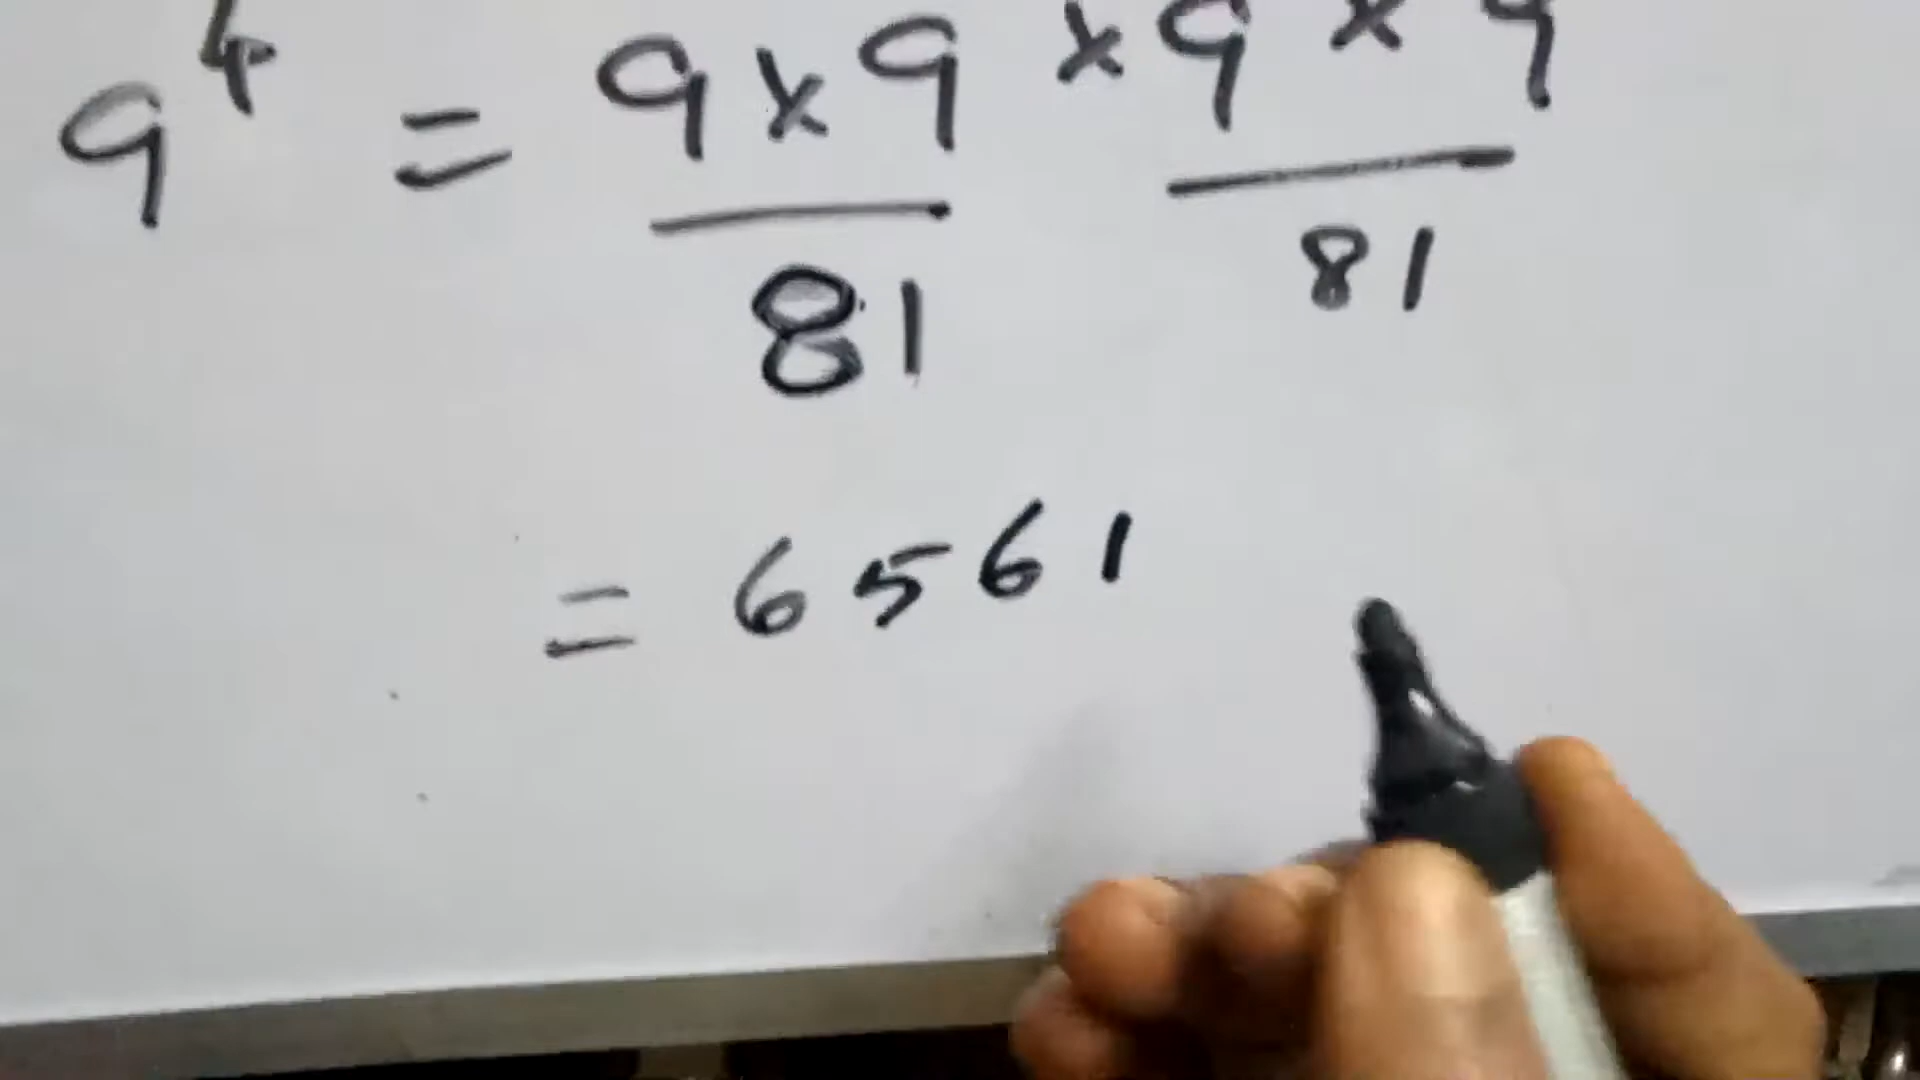 9⁴ = 9 x 9 x 9 x 9
81 81
= 6561